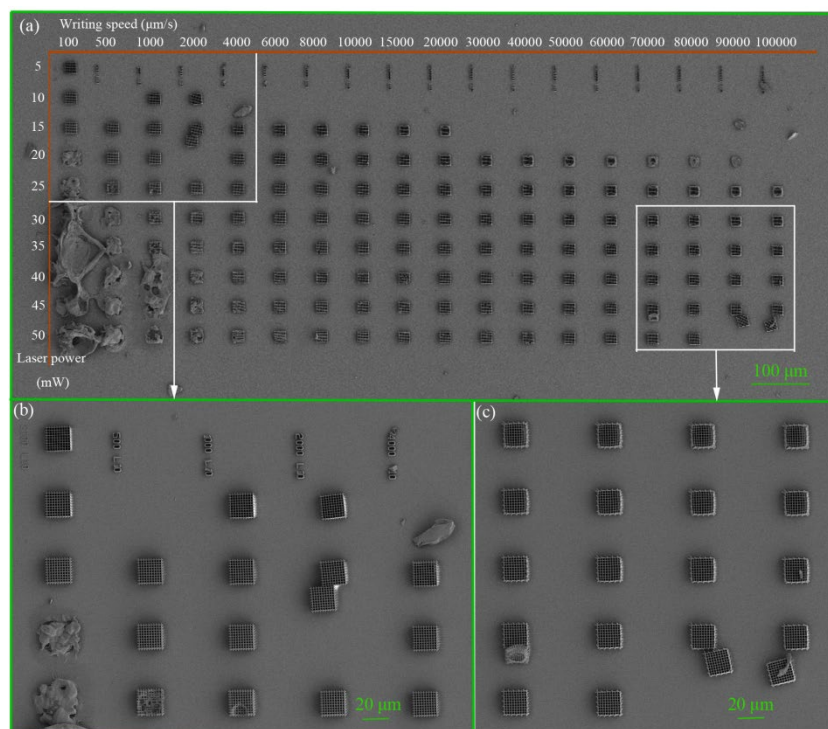 (a)
Writing speed (μm/s)
100 500 1000 2000 4000 6000 8000 10000 15000 20000 30000 40000 50000 60000 70000 80000 90000 100000
5
10
15
20
25
30
35
40
45
50
Laser power
(mW)
100 μm
(b)
20 μm
(c)
20 μm